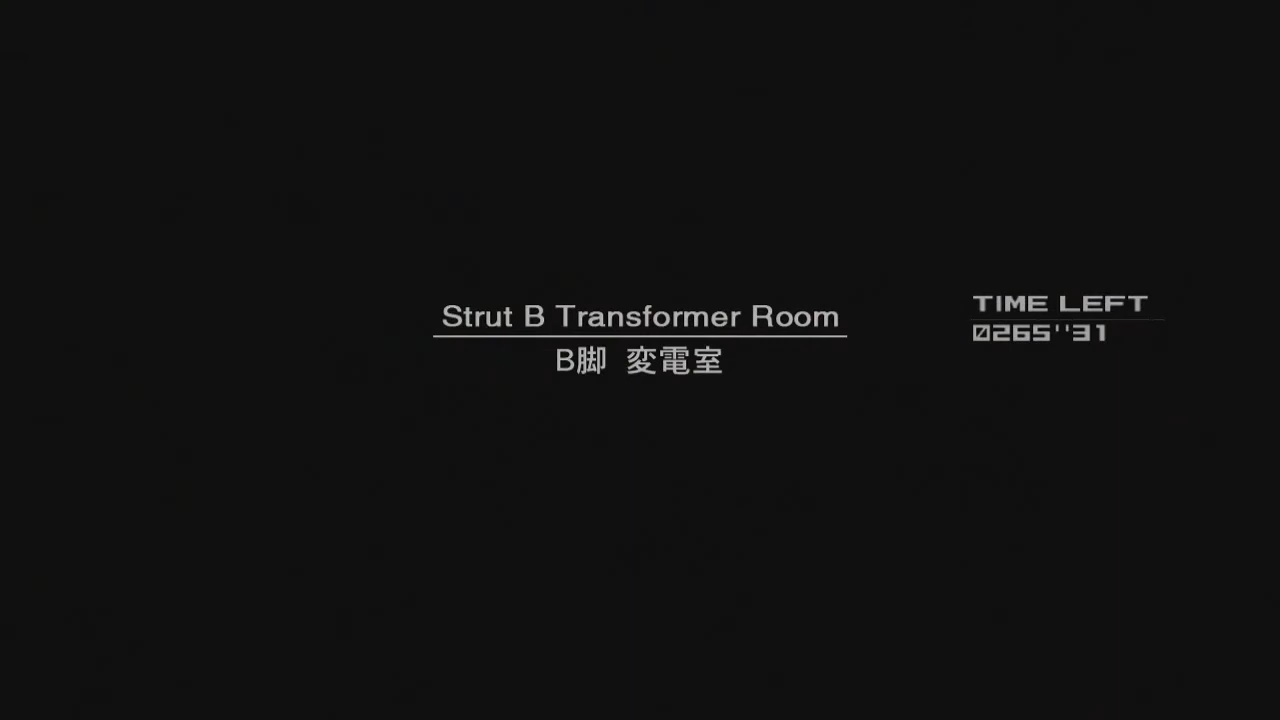 Strut B Transformer Room
B脚 変電室
TIME LEFT
0265''31